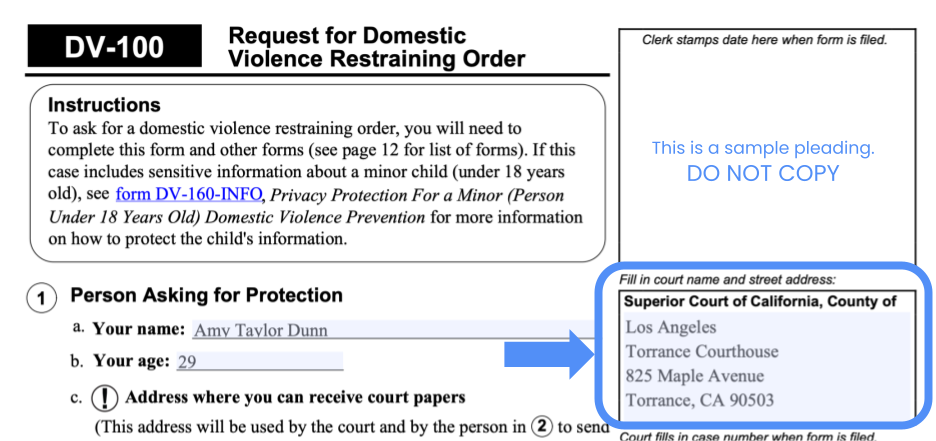 DV-100
Request for Domestic
Violence Restraining Order
Clerk stamps date here when form is filed.
This is a sample pleading.
DO NOT COPY
Instructions
To ask for a domestic violence restraining order, you will need to
complete this form and other forms (see page 12 for list of forms). If this
case includes sensitive information about a minor child (under 18 years
old), see form DV-160-INFO, Privacy Protection For a Minor (Person
Under 18 Years Old) Domestic Violence Prevention for more information
on how to protect the child's information.
Fill in court name and street address:
Superior Court of California, County of
Los Angeles
Torrance Courthouse
825 Maple Avenue
Torrance, CA 90503
Court fills in case number when form is filed.
1 Person Asking for Protection
a. Your name: Amy Taylor Dunn
b. Your age: 29
c. ! Address where you can receive court papers
(This address will be used by the court and by the person in 2 to send